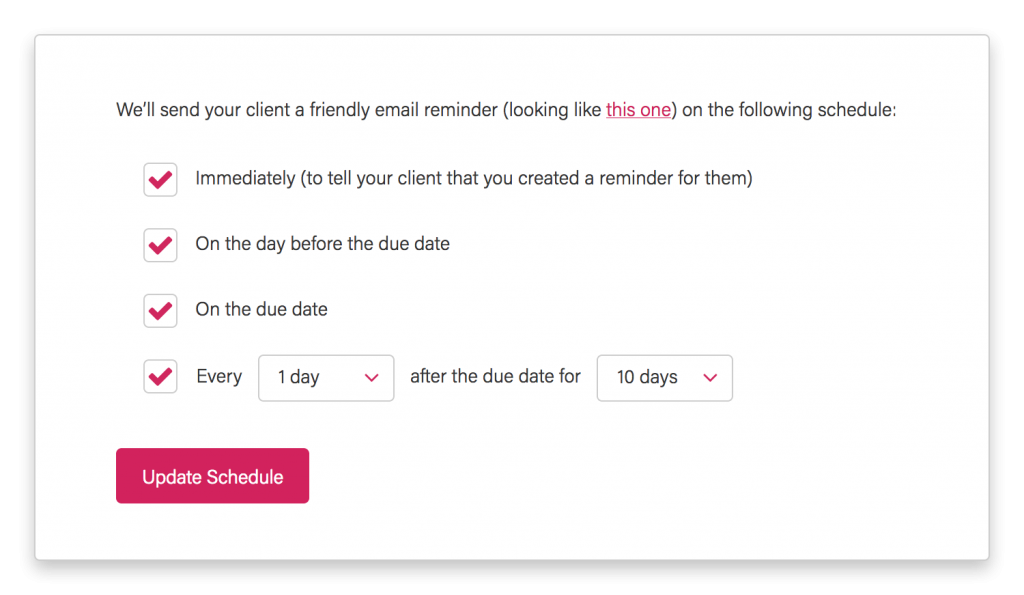 We'll send your client a friendly email reminder (looking like this one) on the following schedule:
Immediately (to tell your client that you created a reminder for them)
On the day before the due date
On the due date
Every 1 day after the due date for 10 days
Update Schedule